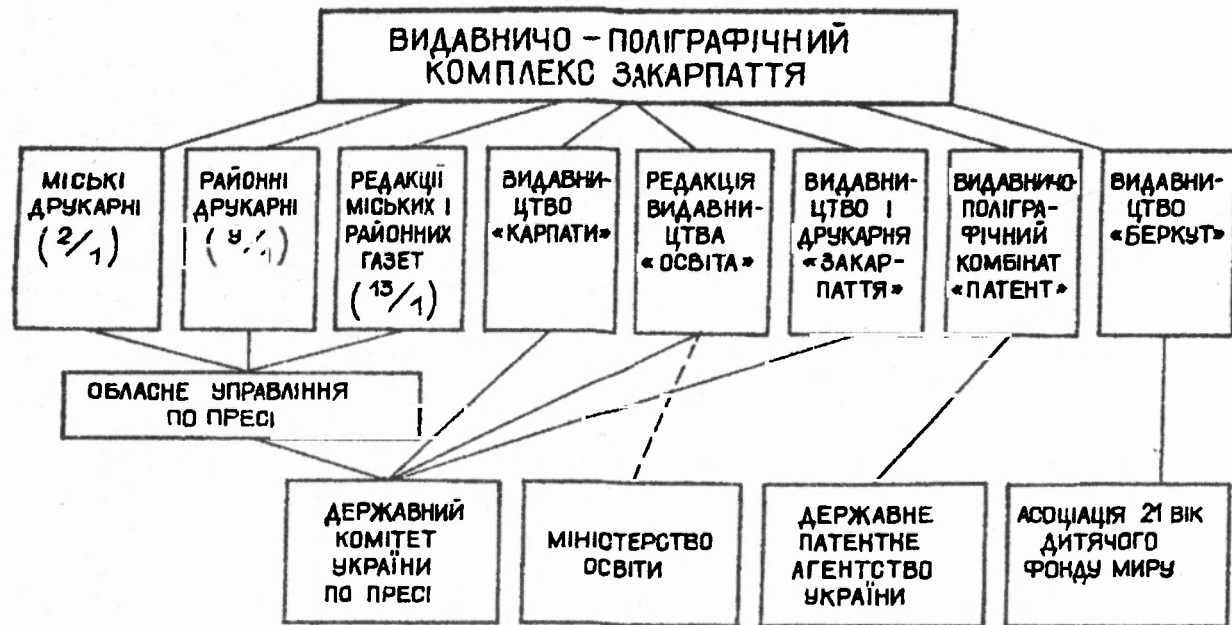 ВИДАВНИЧО – ПОЛІГРАФІЧНИЙ
КОМПЛЕКС ЗАКАРПАТТЯ
МІСЬКІ
ДРУКАРНІ
(2/1)
РАЙОННІ
ДРУКАРНІ
РЕДАКЦІЇ
МІСЬКИХ І
РАЙОННИХ
ГАЗЕТ
(13/1)
ВИДАВНИ-
ЦТВО
«КАРПАТИ»
РЕДАКЦІЯ
ВИДАВНИ-
ЦТВА
«ОСВІТА»
ВИДАВНИ-
ЦТВО І
ДРУКАРНЯ
«ЗАКАР-
ПАТТЯ»
ВИДАВНИЧО-
ПОЛІГРА-
ФІЧНИЙ
КОМБІНАТ
«ПАТЕНТ»
ВИДАВНИ-
ЦТВО
«БЕРКУТ»
ОБЛАСНЕ УПРАВЛІННЯ
ПО ПРЕСІ
ДЕРЖАВНИЙ
КОМІТЕТ
УКРАЇНИ
ПО ПРЕСІ
МІНІСТЕРСТВО
ОСВІТИ
ДЕРЖАВНЕ
ПАТЕНТНЕ
АГЕНТСТВО
УКРАЇНИ
АСОЦІАЦІЯ 21 ВІК
ДИТЯЧОГО
ФОНДУ МИРУ